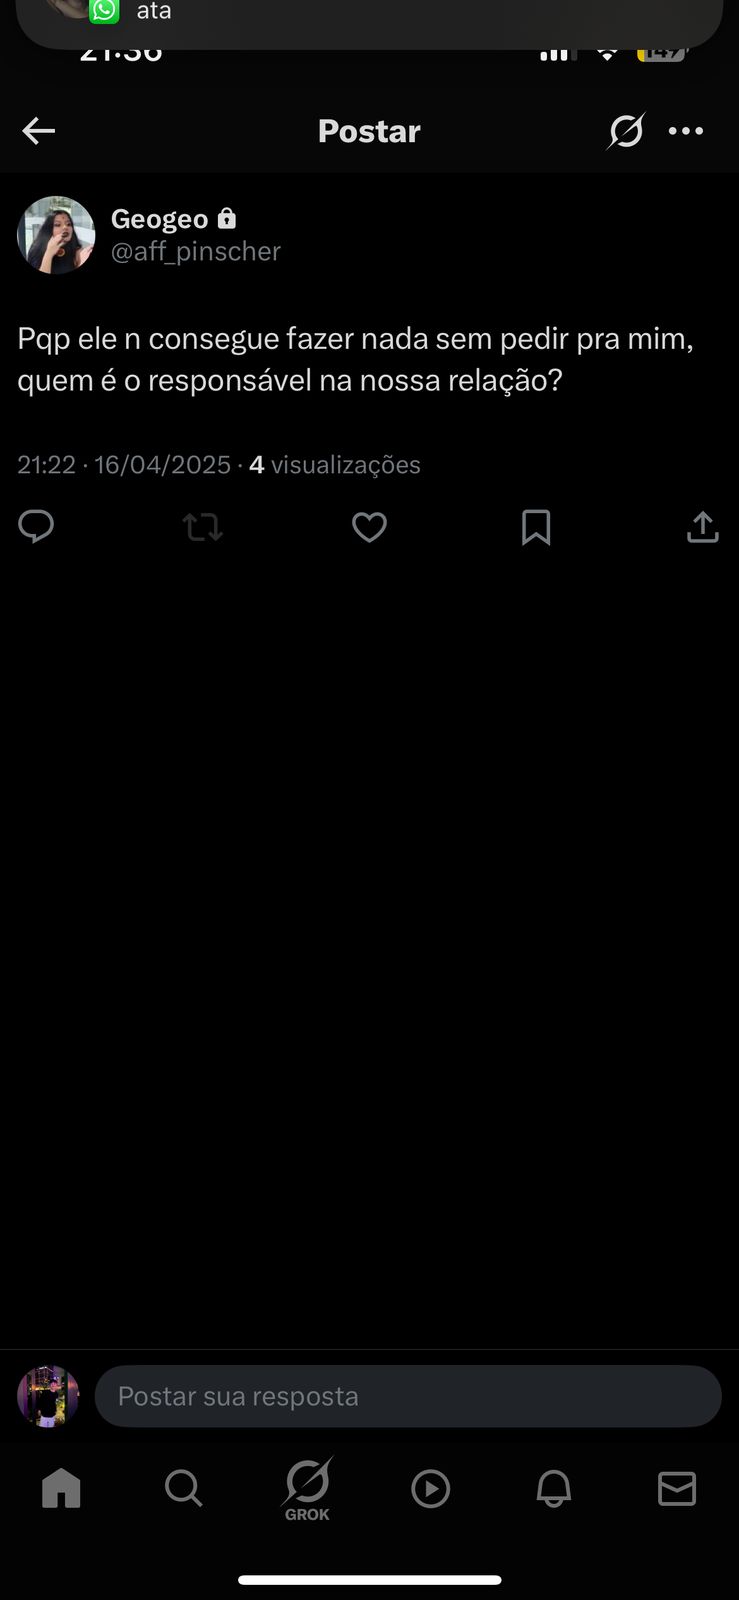 ata
21:36
Postar
Geogeo
@aff_pinscher
Pqp ele n consegue fazer nada sem pedir pra mim,
quem é o responsável na nossa relação?
21:22 · 16/04/2025 · 4 visualizações
Postar sua resposta
GROK